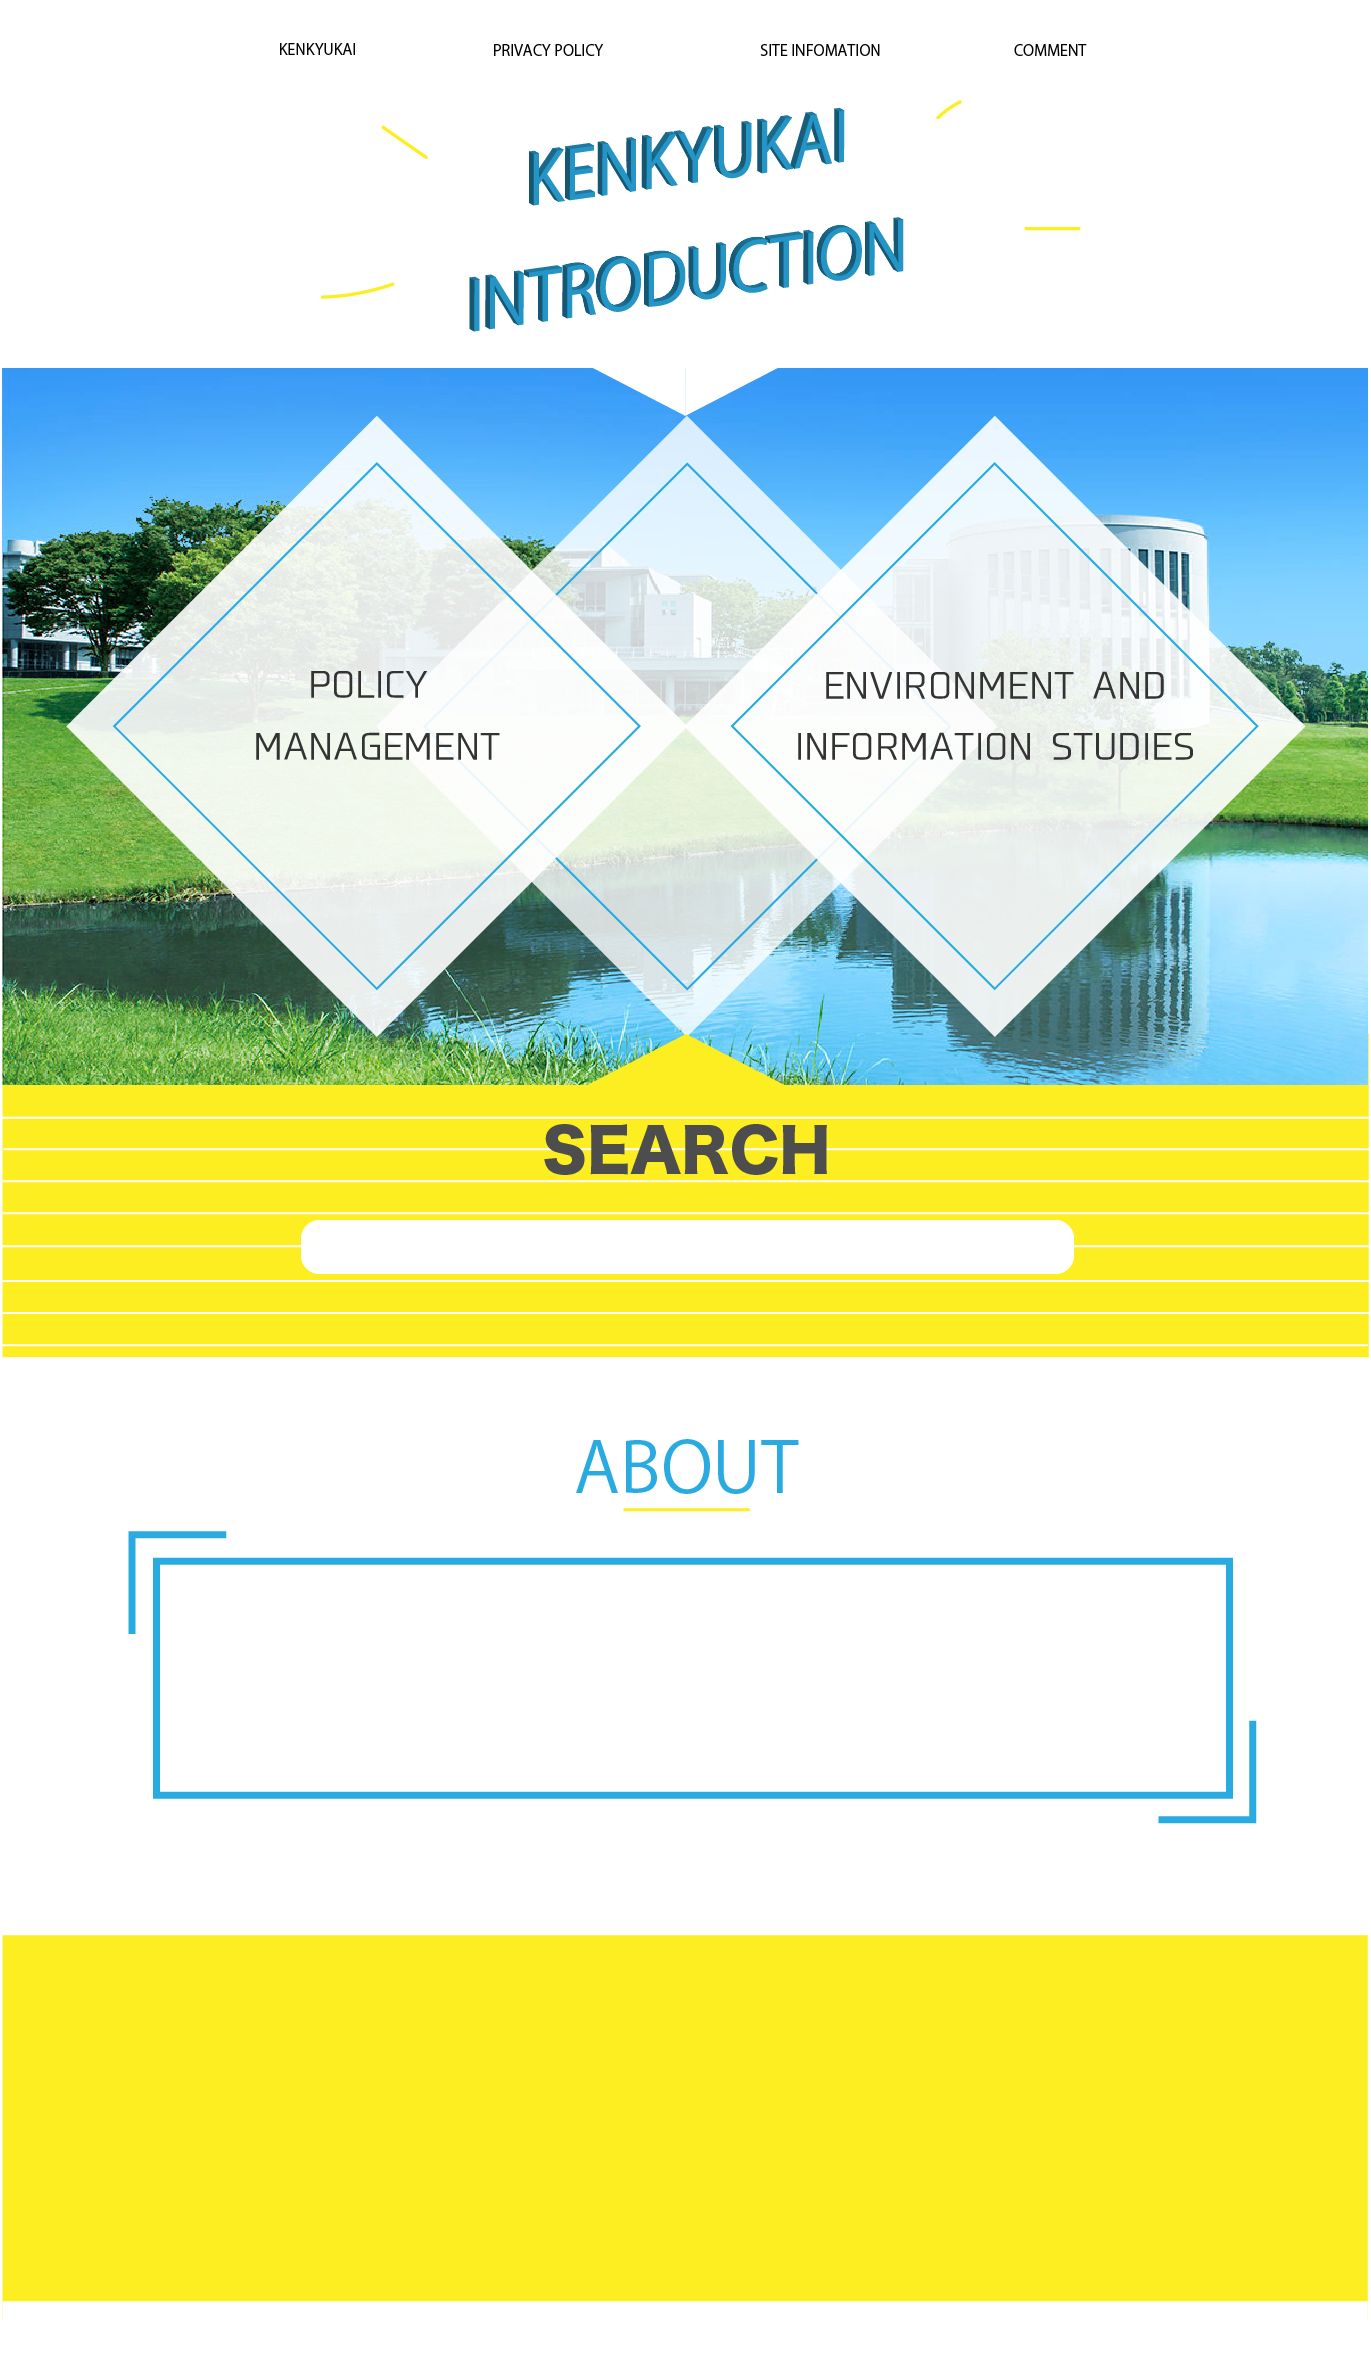 KENKYUKAI
PRIVACY POLICY
SITE INFOMATION
COMMENT
KENKYUKAI
INTRODUCTION
POLICY
MANAGEMENT
ENVIRONMENT AND
INFORMATION STUDIES
SEARCH
ABOUT